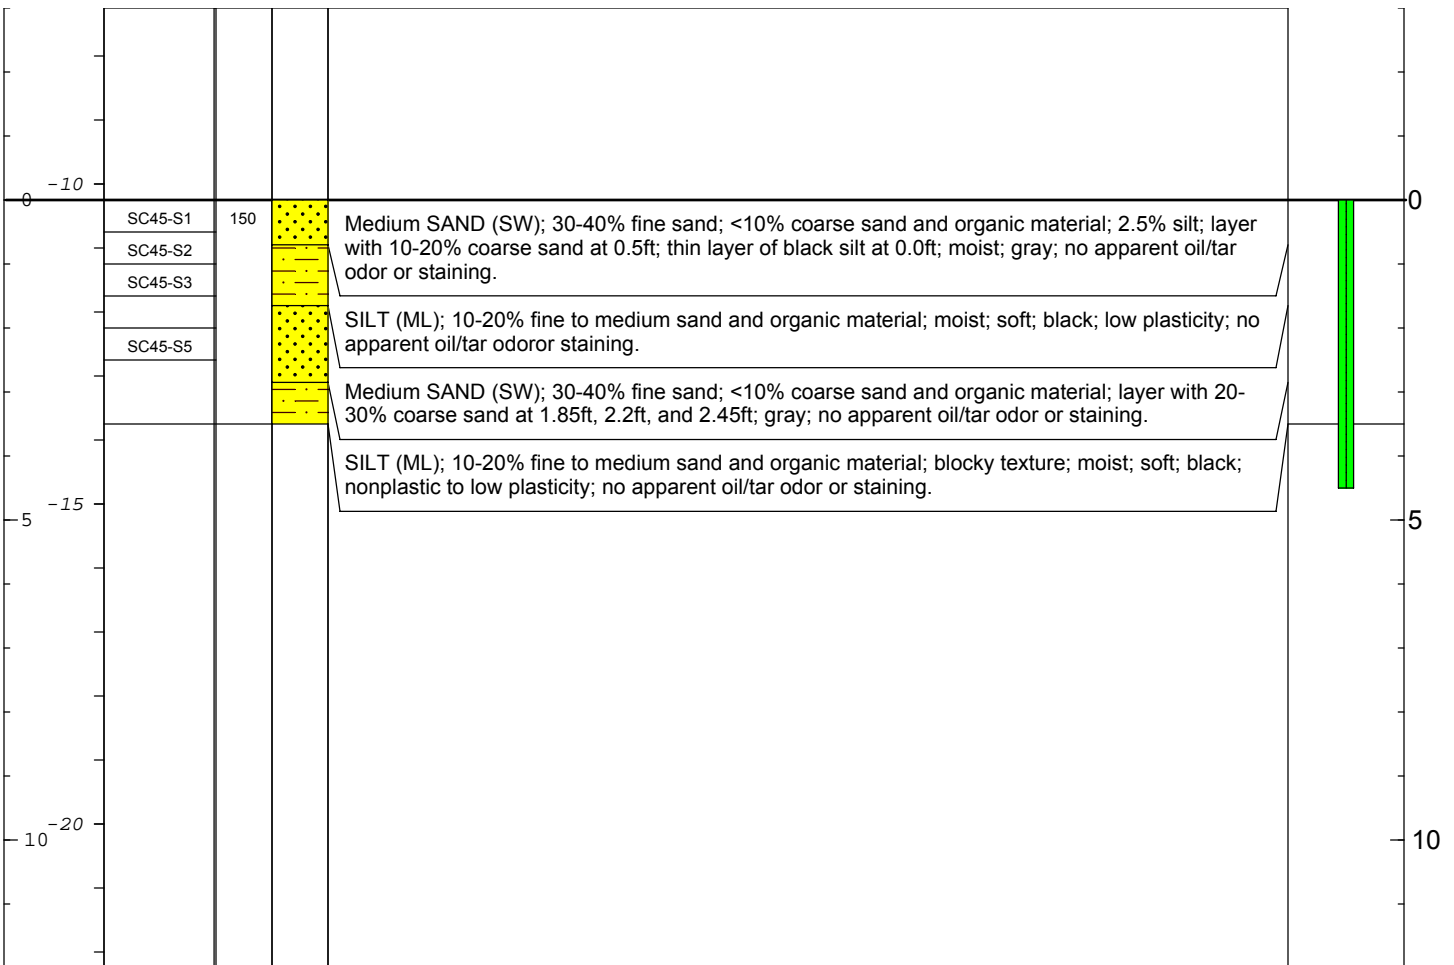 -10
0
0
SC45-S1
150
SC45-S2
SC45-S3
SC45-S5
Medium SAND (SW); 30-40% fine sand; <10% coarse sand and organic material; 2.5% silt; layer
with 10-20% coarse sand at 0.5ft; thin layer of black silt at 0.0ft; moist; gray; no apparent oil/tar
odor or staining.
SILT (ML); 10-20% fine to medium sand and organic material; moist; soft; black; low plasticity; no
apparent oil/tar odoror staining.
Medium SAND (SW); 30-40% fine sand; <10% coarse sand and organic material; layer with 20-
30% coarse sand at 1.85ft, 2.2ft, and 2.45ft; gray; no apparent oil/tar odor or staining.
SILT (ML); 10-20% fine to medium sand and organic material; blocky texture; moist; soft; black;
nonplastic to low plasticity; no apparent oil/tar odor or staining.
-15
5
5
-20
10
10